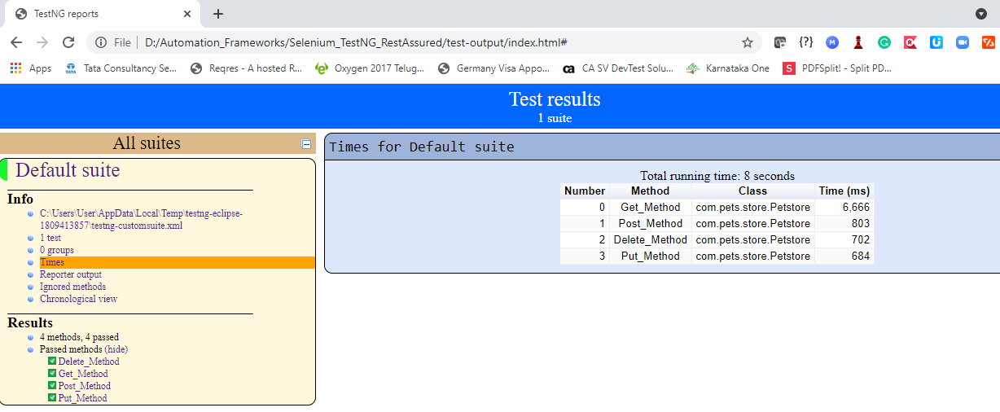 TestNG reports
File
D:/Automation_Frameworks/Selenium_TestNG_RestAssured/test-output/index.html#
Apps
TATA
Tata Consultancy Se...
Reqres - A hosted R...
Oxygen 2017 Telug...
Germany Visa Appo...
ca
CA SV DevTest Solu...
Karnataka One
S
PDFSplit! - Split PD...
Test results
1 suite
All suites
Default suite
Info
C:\Users\User\AppData\Local\Temp\testng-eclipse-
1809413857\testng-customsuite.xml
1 test
0 groups
Times
Reporter output
Ignored methods
Chronological view
Results
4 methods, 4 passed
Passed methods (hide)
Delete_Method
Get_Method
Post_Method
Put_Method
Times for Default suite
Total running time: 8 seconds
Number Method Class Time (ms)
0 Get_Method com.pets.store.Petstore 6,666
1 Post_Method com.pets.store.Petstore 803
2 Delete_Method com.pets.store.Petstore 702
3 Put_Method com.pets.store.Petstore 684